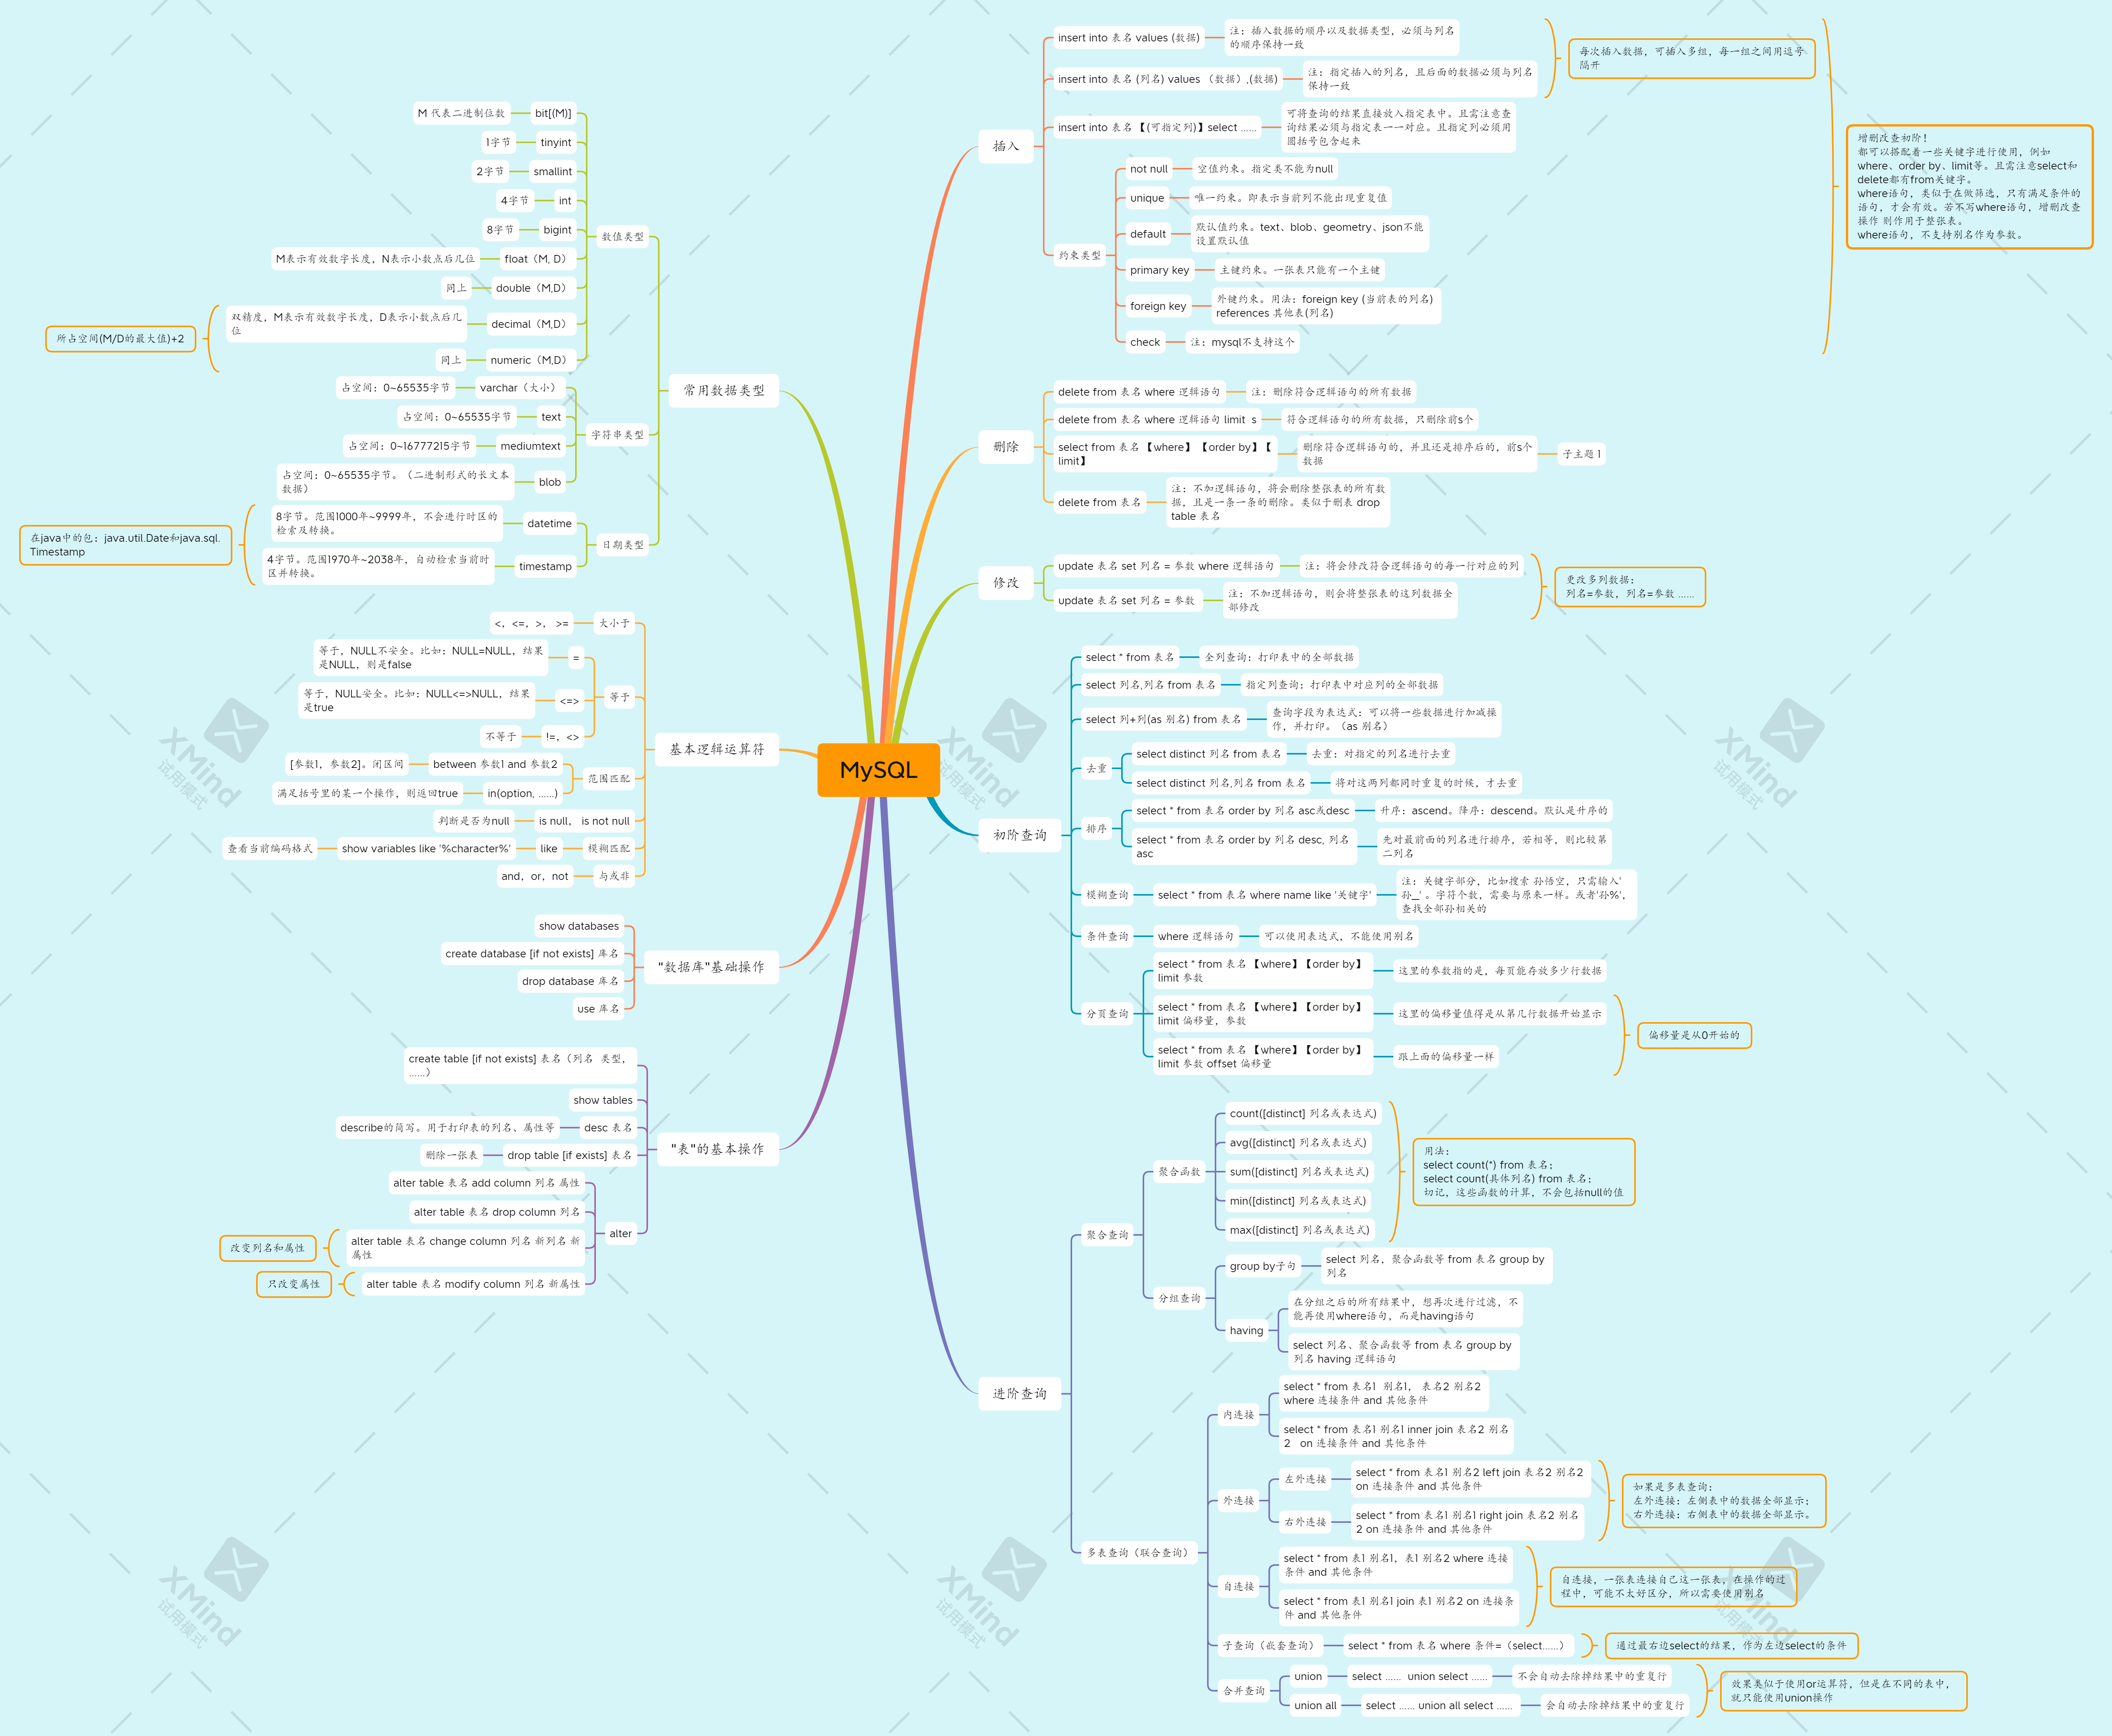 MySQL
常用数据类型
数值类型
bit[(M)]
M 代表二进制位数
tinyint
1字节
smallint
2字节
int
4字节
bigint
8字节
float（M, D）
M表示有效数字长度，N表示小数点后几位
double（M,D）
同上
decimal（M,D）
双精度，M表示有效数字长度，D表示小数点后几
位
numeric（M,D）
同上
所占空间(M/D的最大值)+2
字符串类型
varchar（大小）
占空间：0~65535字节
text
占空间：0~65535字节
mediumtext
占空间：0~16777215字节
blob
占空间：0~65535字节。（二进制形式的长文本
数据）
日期类型
datetime
8字节。范围1000年~9999年，不会进行时区的
检索及转换。
timestamp
4字节。范围1970年~2038年，自动检索当前时
区并转换。
在java中的包：java.util.Date和java.sql.
Timestamp
基本逻辑运算符
大小于
<，<=，>， >=
等于
=
等于，NULL不安全。比如：NULL=NULL，结果
是NULL，则是false
<=>
等于，NULL安全。比如：NULL<=>NULL，结果
是true
!=，<>
不等于
范围匹配
between 参数1 and 参数2
[参数1，参数2]。闭区间
in(option, ......)
满足括号里的某一个操作，则返回true
is null， is not null
判断是否为null
模糊匹配
like
show variables like '%character%'
查看当前编码格式
与或非
and，or，not
"数据库"基础操作
show databases
create database [if not exists] 库名
drop database 库名
use 库名
"表"的基本操作
create table [if not exists] 表名（列名 类型，
......）
show tables
desc 表名
describe的简写。用于打印表的列名、属性等
drop table [if exists] 表名
删除一张表
alter
alter table 表名 add column 列名 属性
alter table 表名 drop column 列名
alter table 表名 change column 列名 新列名 新
属性
改变列名和属性
alter table 表名 modify column 列名 新属性
只改变属性
插入
insert into 表名 values (数据)
注：插入数据的顺序以及数据类型，必须与列名
的顺序保持一致
insert into 表名 (列名) values （数据）,(数据)
注：指定插入的列名，且后面的数据必须与列名
保持一致
每次插入数据，可插入多组，每一组之间用逗号
隔开
insert into 表名【(可指定列)】select ......
可将查询的结果直接放入指定表中。且需注意查
询结果必须与指定表一一对应。且指定列必须用
圆括号包含起来
约束类型
not null
空值约束。指定类不能为null
unique
唯一约束。即表示当前列不能出现重复值
default
默认值约束。text、blob、geometry、json不能
设置默认值
primary key
主键约束。一张表只能有一个主键
foreign key
外键约束。用法：foreign key (当前表的列名)
references 其他表(列名)
check
注：mysql不支持这个
增删改查初阶！
都可以搭配着一些关键字进行使用，例如
where、order by、limit等。且需注意select和
delete都有from关键字。
where语句，类似于在做筛选，只有满足条件的
语句，才会有效。若不写where语句，增删改查
操作 则作用于整张表。
where语句，不支持别名作为参数。
删除
delete from 表名 where 逻辑语句
注：删除符合逻辑语句的所有数据
delete from 表名 where 逻辑语句 limit s
符合逻辑语句的所有数据，只删除前s个
select from 表名【where】【order by】【
limit】
删除符合逻辑语句的，并且还是排序后的，前s个
数据
子主题 1
delete from 表名
注：不加逻辑语句，将会删除整张表的所有数
据，且是一条一条的删除。类似于删表 drop
table 表名
修改
update 表名 set 列名 = 参数 where 逻辑语句
注：将会修改符合逻辑语句的每一行对应的列
update 表名 set 列名 = 参数
注：不加逻辑语句，则会将整张表的这列数据全
部修改
更改多列数据：
列名=参数，列名=参数 ......
初阶查询
select * from 表名
全列查询：打印表中的全部数据
select 列名,列名 from 表名
指定列查询：打印表中对应列的全部数据
select 列+列(as 别名) from 表名
查询字段为表达式：可以将一些数据进行加减操
作，并打印。（as 别名）
去重
select distinct 列名 from 表名
去重：对指定的列名进行去重
select distinct 列名,列名 from 表名
将对这两列都同时重复的时候，才去重
排序
select * from 表名 order by 列名 asc或desc
升序：ascend。降序：descend。默认是升序的
select * from 表名 order by 列名 desc, 列名
asc
先对最前面的列名进行排序，若相等，则比较第
二列名
模糊查询
select * from 表名 where name like '关键字'
注：关键字部分，比如搜索 孙悟空，只需输入'
孙__' 。字符个数，需要与原来一样。或者'孙%'，
查找全部孙相关的
条件查询
where 逻辑语句
可以使用表达式，不能使用别名
分页查询
select * from 表名【where】【order by】
limit 参数
这里的参数指的是，每页能存放多少行数据
select * from 表名【where】【order by】
limit 偏移量，参数
这里的偏移量值得是从第几行数据开始显示
select * from 表名【where】【order by】
limit 参数 offset 偏移量
跟上面的偏移量一样
偏移量是从0开始的
进阶查询
聚合查询
聚合函数
count([distinct] 列名或表达式)
avg([distinct] 列名或表达式)
sum([distinct] 列名或表达式)
min([distinct] 列名或表达式)
max([distinct] 列名或表达式)
用法：
select count(*) from 表名；
select count(具体列名) from 表名；
切记，这些函数的计算，不会包括null的值
分组查询
group by子句
select 列名，聚合函数等 from 表名 group by
列名
having
在分组之后的所有结果中，想再次进行过滤，不
能再使用where语句，而是having语句
select 列名、聚合函数等 from 表名 group by
列名 having 逻辑语句
多表查询（联合查询）
内连接
select * from 表名1 别名1， 表名2 别名2
where 连接条件 and 其他条件
select * from 表名1 别名1 inner join 表名2 别名
2 on 连接条件 and 其他条件
外连接
左外连接
select * from 表名1 别名2 left join 表名2 别名2
on 连接条件 and 其他条件
右外连接
select * from 表名1 别名1 right join 表名2 别名
2 on 连接条件 and 其他条件
如果是多表查询：
左外连接：左侧表中的数据全部显示；
右外连接：右侧表中的数据全部显示。
自连接
select * from 表1 别名1，表1 别名2 where 连接
条件 and 其他条件
select * from 表1 别名1 join 表1 别名2 on 连接条
件 and 其他条件
自连接，一张表连接自己这一张表，在操作的过
程中，可能不太好区分，所以需要使用别名
子查询（嵌套查询）
select * from 表名 where 条件=（select......）
通过最右边select的结果，作为左边select的条件
合并查询
union
select ...... union select ......
不会自动去除掉结果中的重复行
union all
select ...... union all select ......
会自动去除掉结果中的重复行
效果类似于使用or运算符，但是在不同的表中，
就只能使用union操作
XMind
试用模式
XMind
试用模式
XMind
试用模式
XMind
试用模式
XMind
试用模式
XMind
试用模式